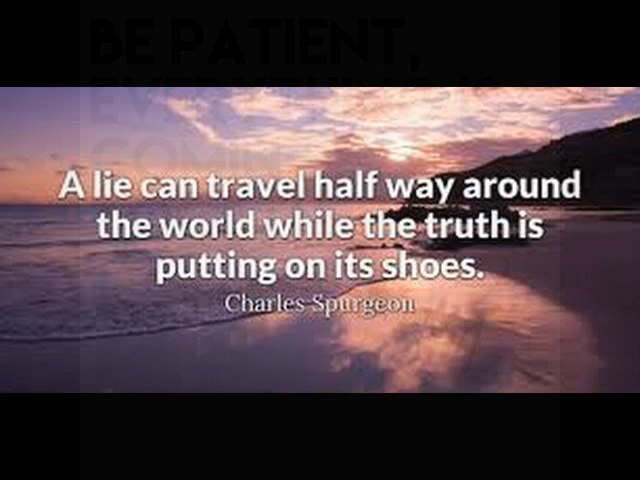 BE PATIENT,
A lie can travel half way around
the world while the truth is
putting on its shoes.
Charles Spurgeon